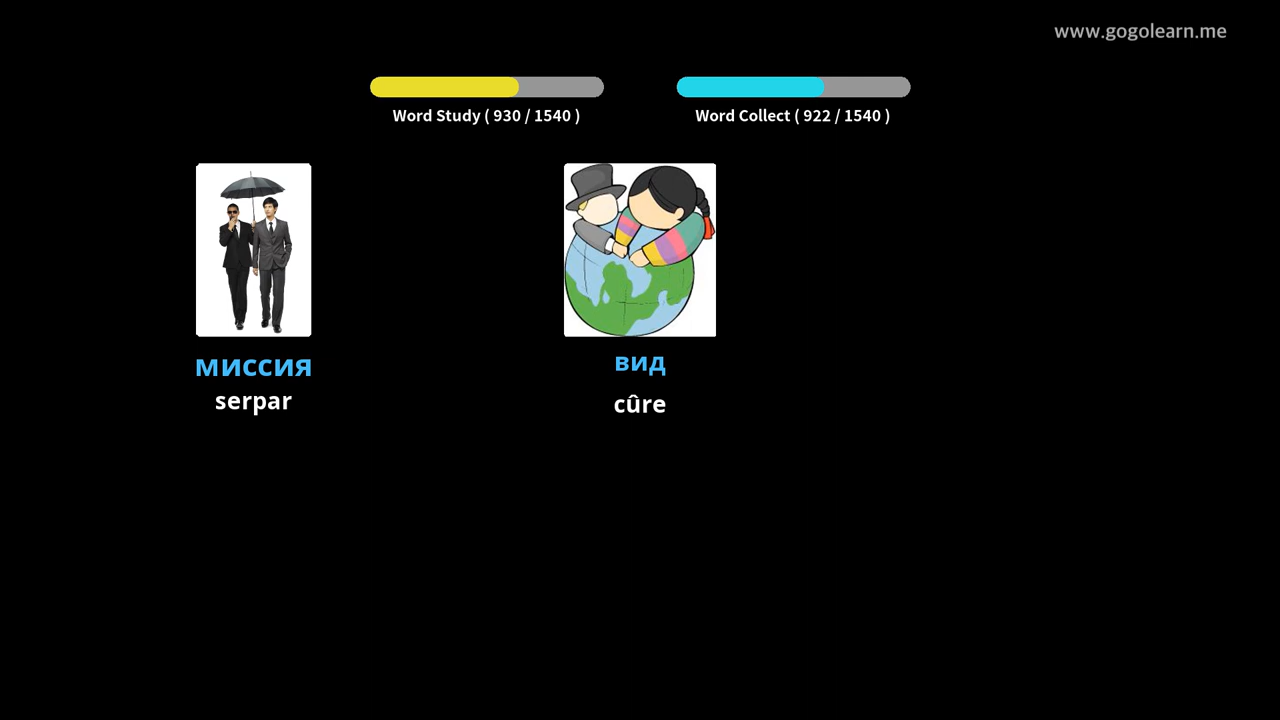 www.gogolearn.me
Word Study ( 930 / 1540 )
Word Collect ( 922 / 1540 )
миссия
serpar
вид
cûre